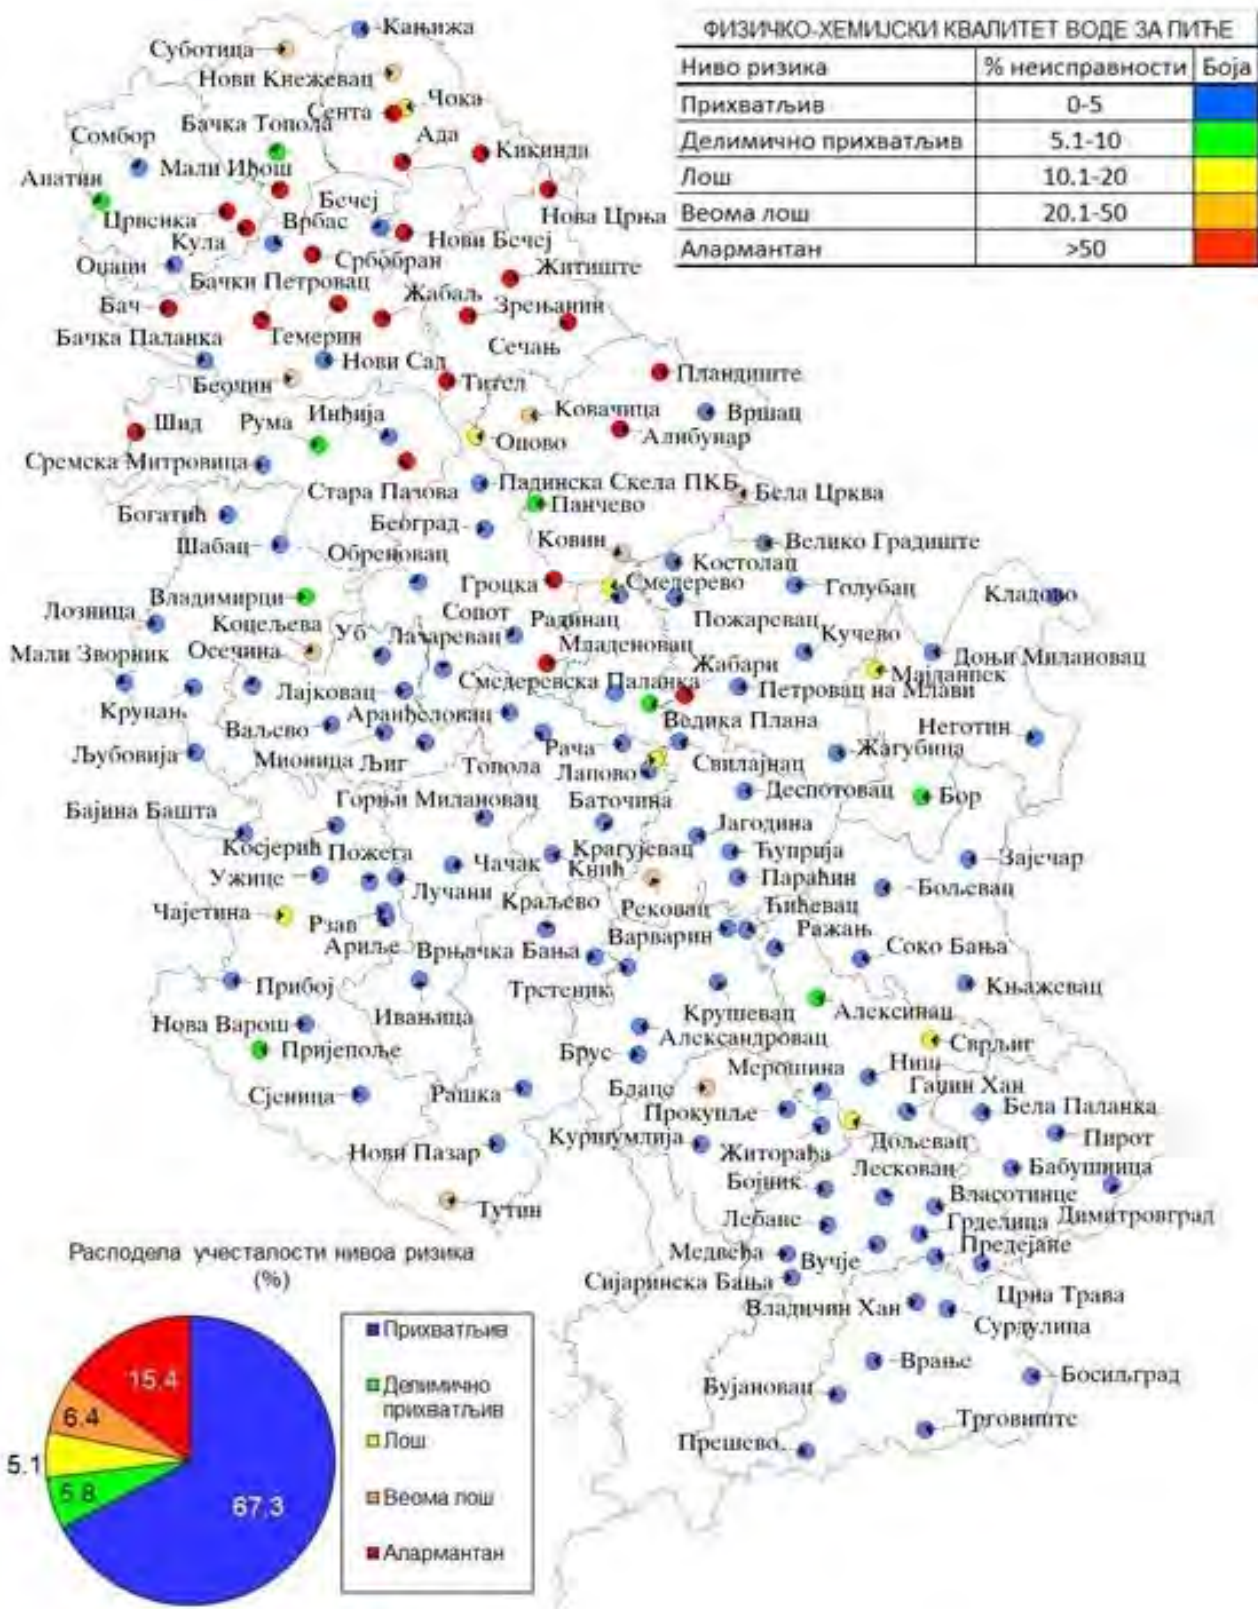 ФИЗИЧКО-ХЕМИЈСКИ КВАЛИТЕТ ВОДЕ ЗА ПИЋЕ
Ниво ризика % неисправности Боја
Прихватљив 0-5
Делимично прихватљив 5.1-10
Лош 10.1-20
Веома лош 20.1-50
Алармантан >50
Кањижа
Суботица
Нови Кнежевац
Чока
Сента
Бачка Топола
Сомбор
Ада
Кикинда
Мали Иђош
Апатин
Бечеј
Нова Црња
Црвенка
Врбас
Кула
Нови Бечеј
Србобран
Житиште
Оџаци
Бачки Петровац
Жабаљ
Зрењанин
Бач
Темерин
Сечањ
Бачка Паланка
Нови Сад
Беочин
Тител
Пландиште
Ковачица
Вршац
Шид
Рума
Инђија
Опово
Алибунар
Сремска Митровица
Стара Пазова
Падинска Скела ПКБ
Бела Црква
Панчево
Богатић
Београд
Шабац
Обреновац
Ковин
Велико Градиште
Костолац
Гроцка
Смедерево
Голубац
Кладово
Владимирци
Лозница
Коцељева
Сопот
Радинац
Пожаревац
Уб
Лазаревац
Младеновац
Кучево
Мали Зворник
Осечина
Жабари
Доњи Милановац
Мајданпек
Смедеревска Паланка
Лајковац
Петровац на Млави
Крупањ
Аранђеловац
Велика Плана
Неготин
Ваљево
Љубовија
Мионица
Љиг
Топола
Рача
Свилајнац
Жагубица
Лапово
Деспотовац
Бор
Горњи Милановац
Баточина
Бајина Башта
Јагодина
Косјерић
Пожега
Чачак
Крагујевац
Ћуприја
Зајечар
Кнић
Ужице
Лучани
Параћин
Бољевац
Чајетина
Краљево
Рековац
Ћићевац
Рзав
Варварин
Ражањ
Ариље
Врњачка Бања
Соко Бања
Прибој
Трстеник
Књажевац
Нова Варош
Ивањица
Крушевац
Алексинац
Пријепоље
Александровац
Сврљиг
Брус
Мерошина
Ниш
Сјеница
Рашка
Блаце
Гаџин Хан
Прокупље
Бела Паланка
Нови Пазар
Куршумлија
Житорађа
Дољевац
Пирот
Лесковац
Бабушница
Бојник
Тутин
Власотинце
Лебане
Грделица
Димитровград
Медвеђа
Вучје
Предејане
Сијаринска Бања
Црна Трава
Владичин Хан
Сурдулица
Врање
Босиљград
Бујановац
Трговиште
Прешево
Расподела учесталости нивоа ризика
(%)
15.4
6.4
5.1
5.8
67.3
Прихватљив
Делимично
прихватљив
Лош
Веома лош
Алармантан